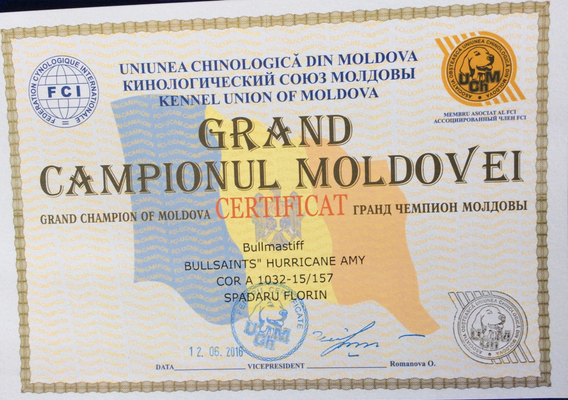 FEDERATION CYNOLOGIQUE INTERNATIONALE
FCI
UNIUNEA CHINOLOGICĂ DIN MOLDOVA
КИНОЛОГИЧЕСКИЙ СОЮЗ МОЛДОВЫ
KENNEL UNION OF MOLDOVA
UChM
MEMBRU ASOCIAT AL FCI
АССОЦИИРОВАННЫЙ ЧЛЕН FCI
GRAND
CAMPIONUL MOLDOVEI
GRAND CHAMPION OF MOLDOVA CERTIFICAT ГРАНД ЧЕМПИОН МОЛДОВЫ
Bullmastiff
BULLSAINTS" HURRICANE AMY
COR A 1032-15/157
SPADARU FLORIN
12.06.2016
DATA VICEPRESIDENT Romanova O.